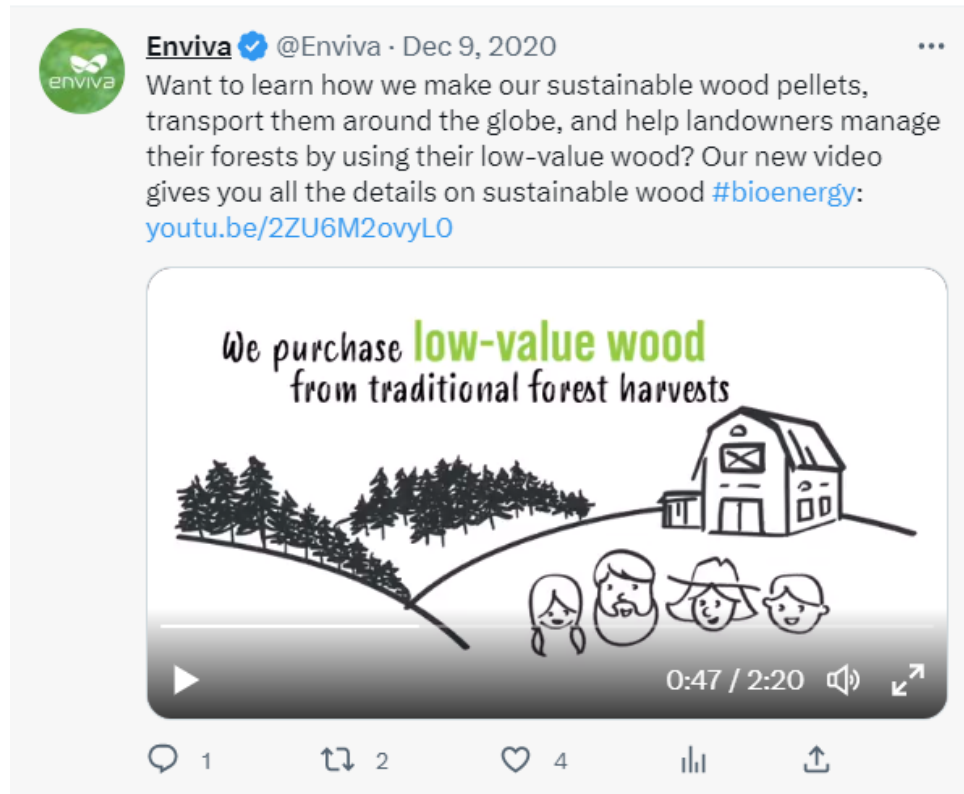 enviva
Enviva @Enviva · Dec 9, 2020
Want to learn how we make our sustainable wood pellets,
transport them around the globe, and help landowners manage
their forests by using their low-value wood? Our new video
gives you all the details on sustainable wood #bioenergy:
youtu.be/2ZU6M2ovyL0
We purchase low-value wood
from traditional forest harvests
0:47 / 2:20
1 2 4